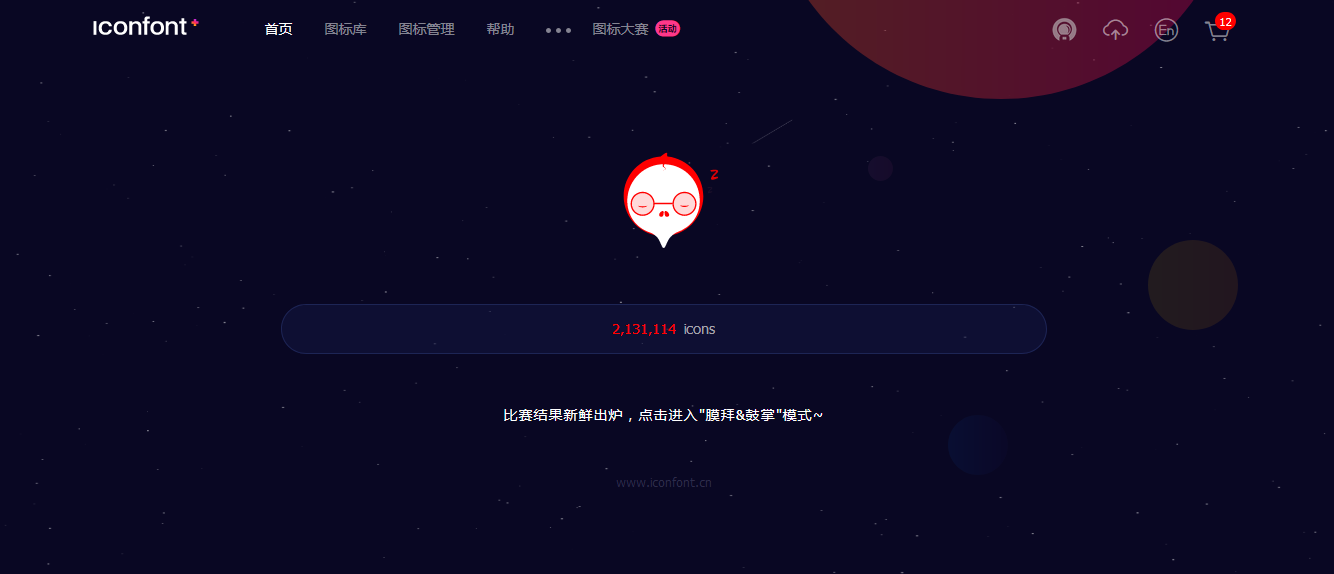 iconfont+ 首页 图标库 图标管理 帮助 ••• 图标大赛 活动 En 12
z
2,131,114 icons
比赛结果新鲜出炉，点击进入"膜拜&鼓掌"模式~
www.iconfont.cn